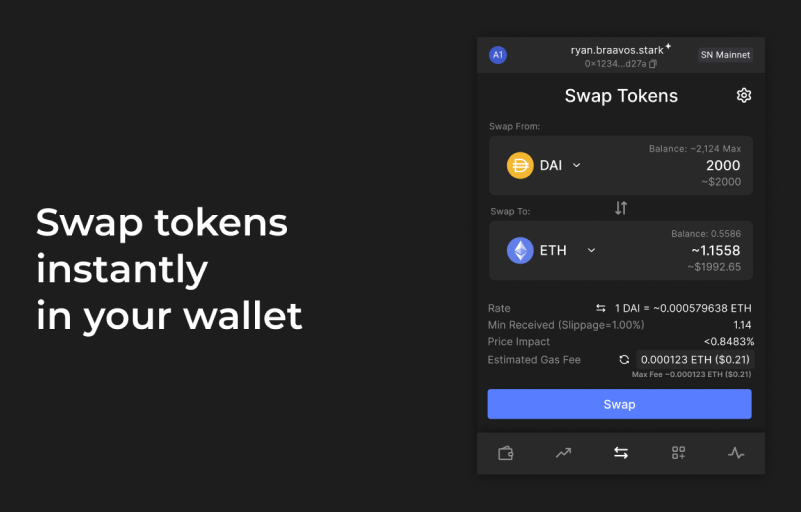 Swap tokens
instantly
in your wallet
A1
ryan.braavos.stark
0x1234...d27a
SN Mainnet
Swap Tokens
Swap From:
Balance: ~2,124 Max
DAI
2000
~$2000
Swap To:
Balance: 0.5586
ETH
~1.1558
~$1992.65
Rate 1 DAI = ~0.000579638 ETH
Min Received (Slippage=1.00%) 1.14
Price Impact <0.8483%
Estimated Gas Fee 0.000123 ETH ($0.21)
Max Fee ~0.000123 ETH ($0.21)
Swap